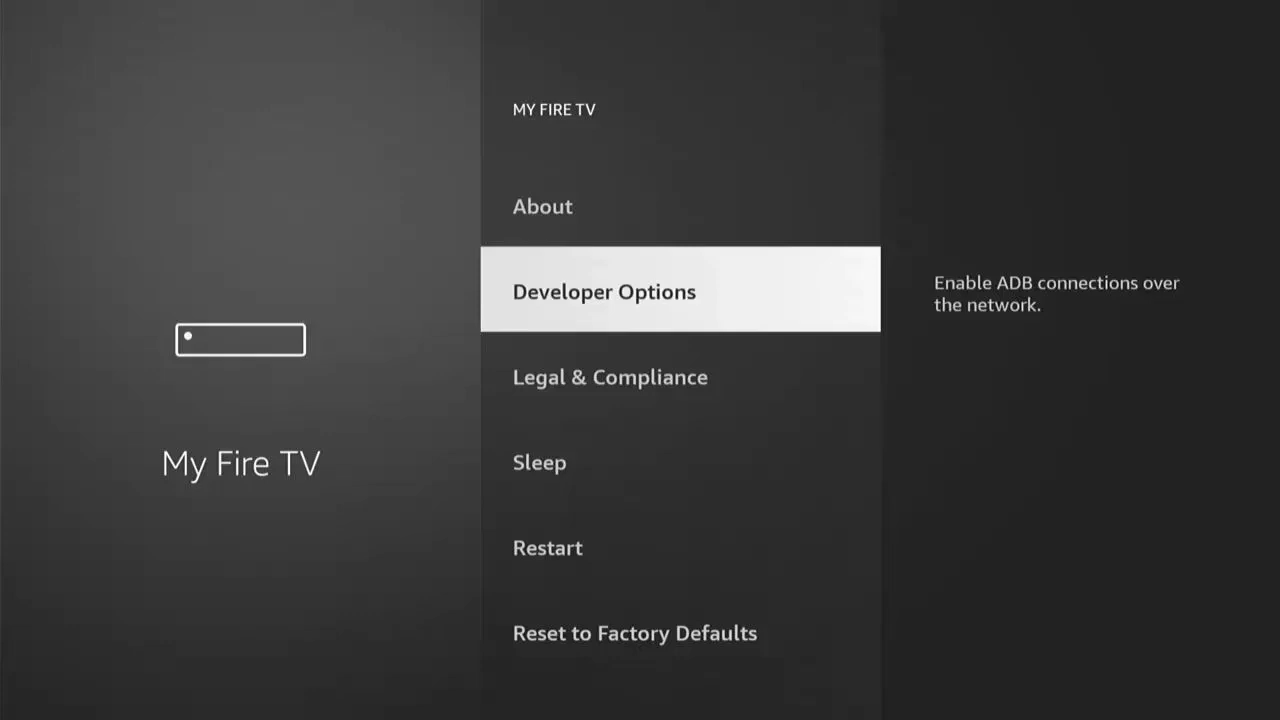 My Fire TV
MY FIRE TV
About
Developer Options
Legal & Compliance
Sleep
Restart
Reset to Factory Defaults
Enable ADB connections over
the network.